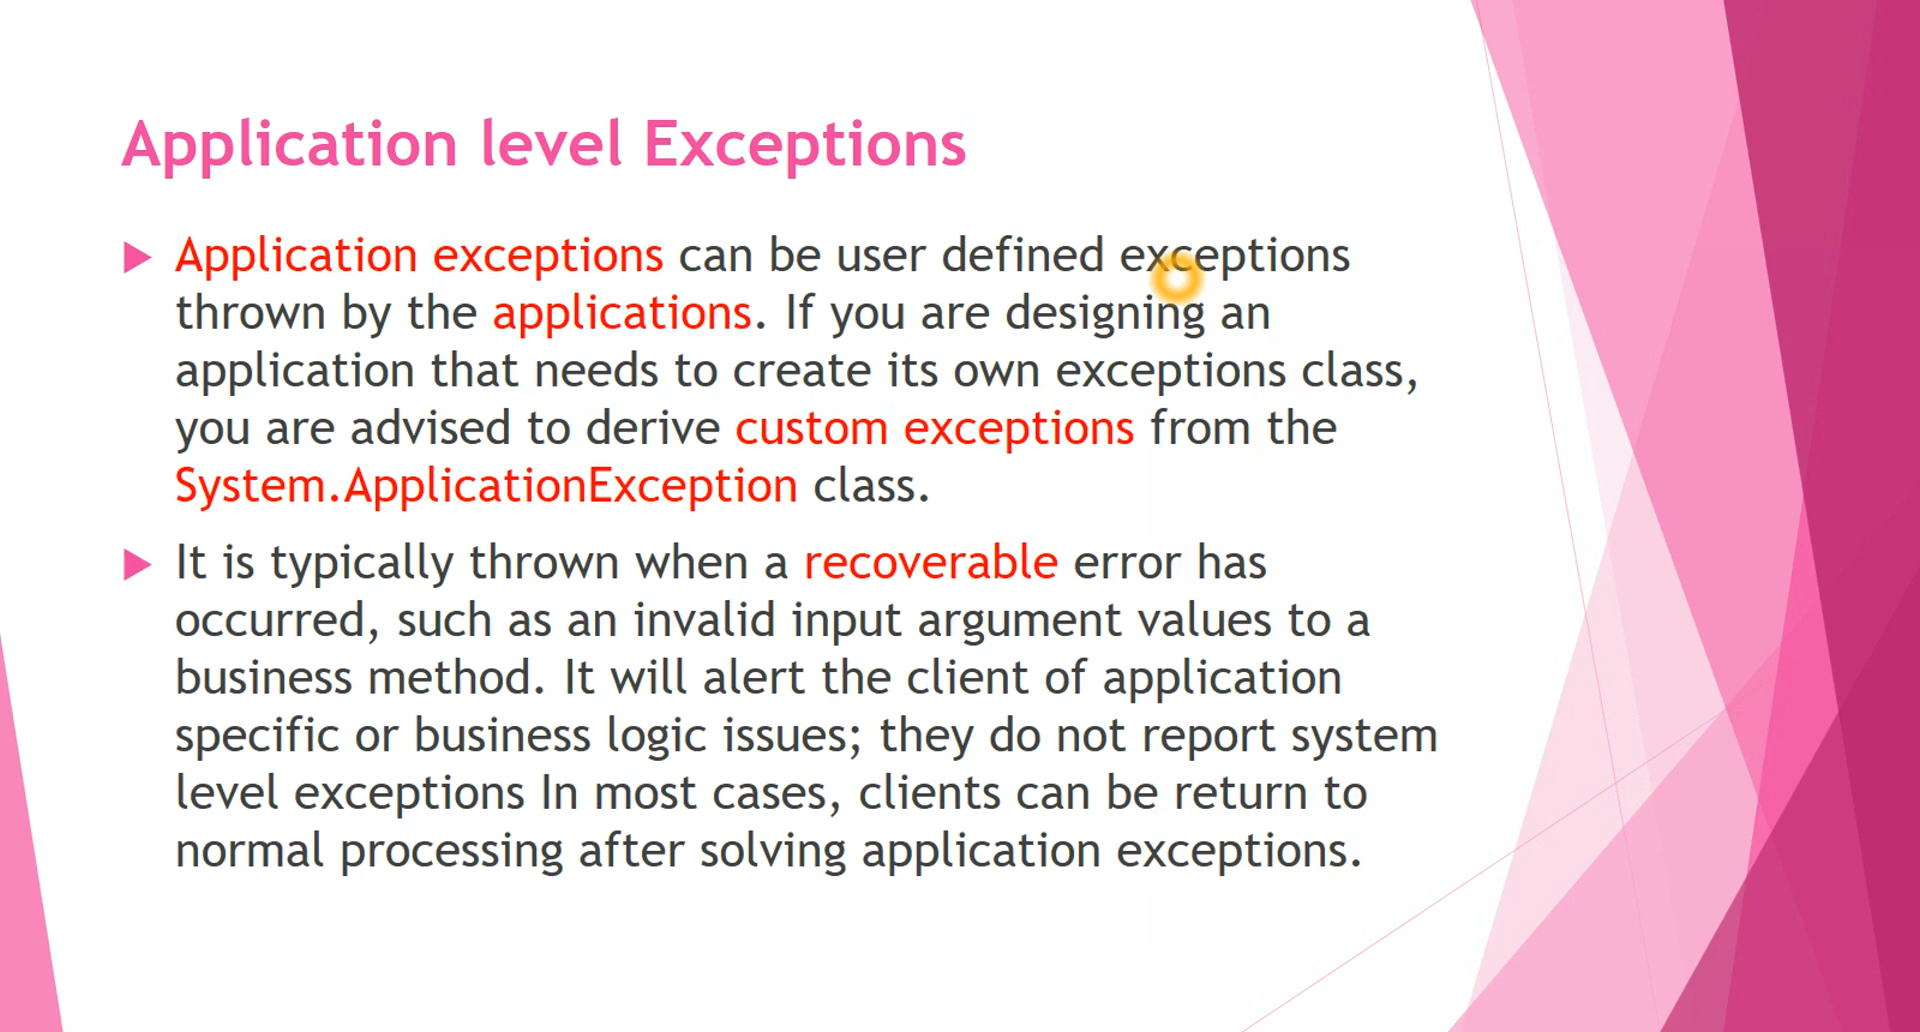 Application level Exceptions
Application exceptions can be user defined exceptions
thrown by the applications. If you are designing an
application that needs to create its own exceptions class,
you are advised to derive custom exceptions from the
System.ApplicationException class.
It is typically thrown when a recoverable error has
occurred, such as an invalid input argument values to a
business method. It will alert the client of application
specific or business logic issues; they do not report system
level exceptions In most cases, clients can be return to
normal processing after solving application exceptions.